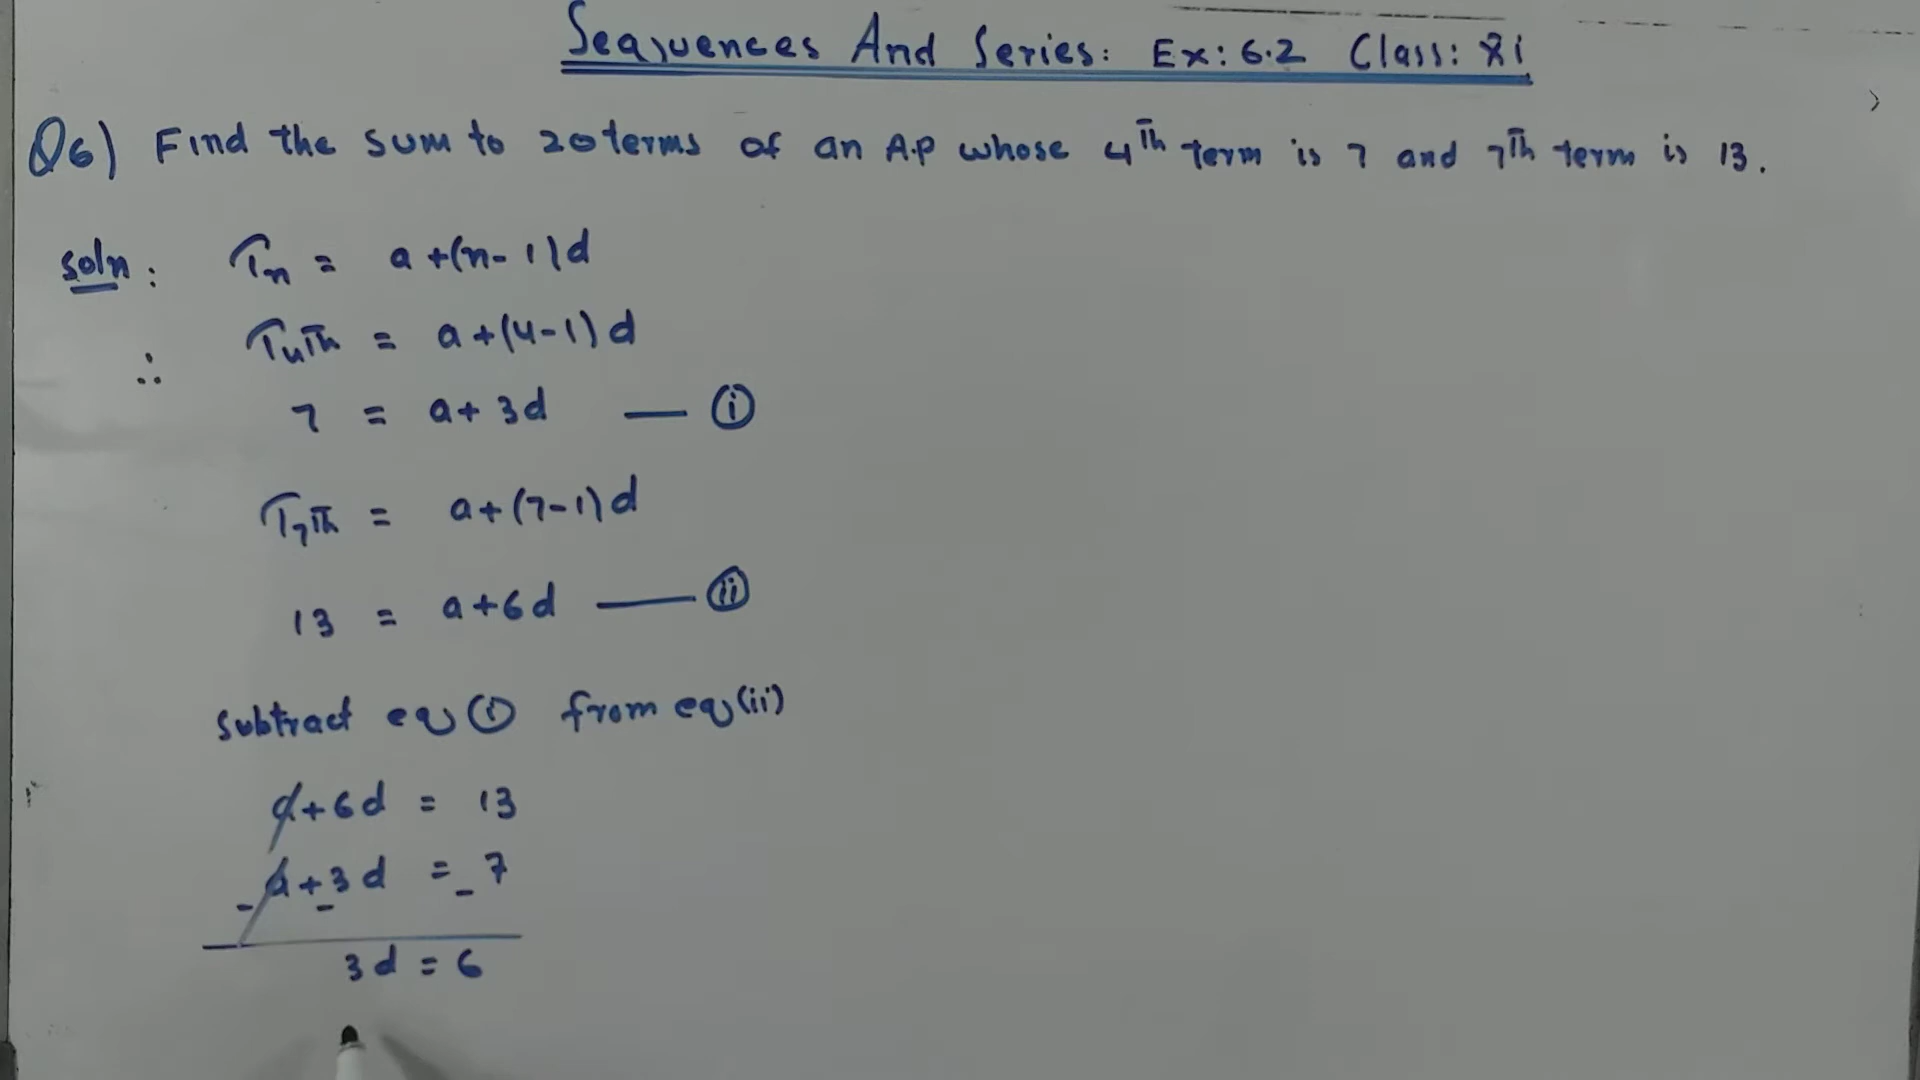 Sequences And Series: Ex: 6.2 Class: XI
Q6) Find the sum to 20 terms of an A.P whose 4th term is 7 and 7th term is 13.
soln: Tn = a + (n-1)d
∴ T4th = a + (4-1)d
7 = a + 3d — (i)
T7th = a + (7-1)d
13 = a + 6d — (ii)
subtract eq (i) from eq (ii)
a + 6d = 13
- a + 3d = - 7
3d = 6